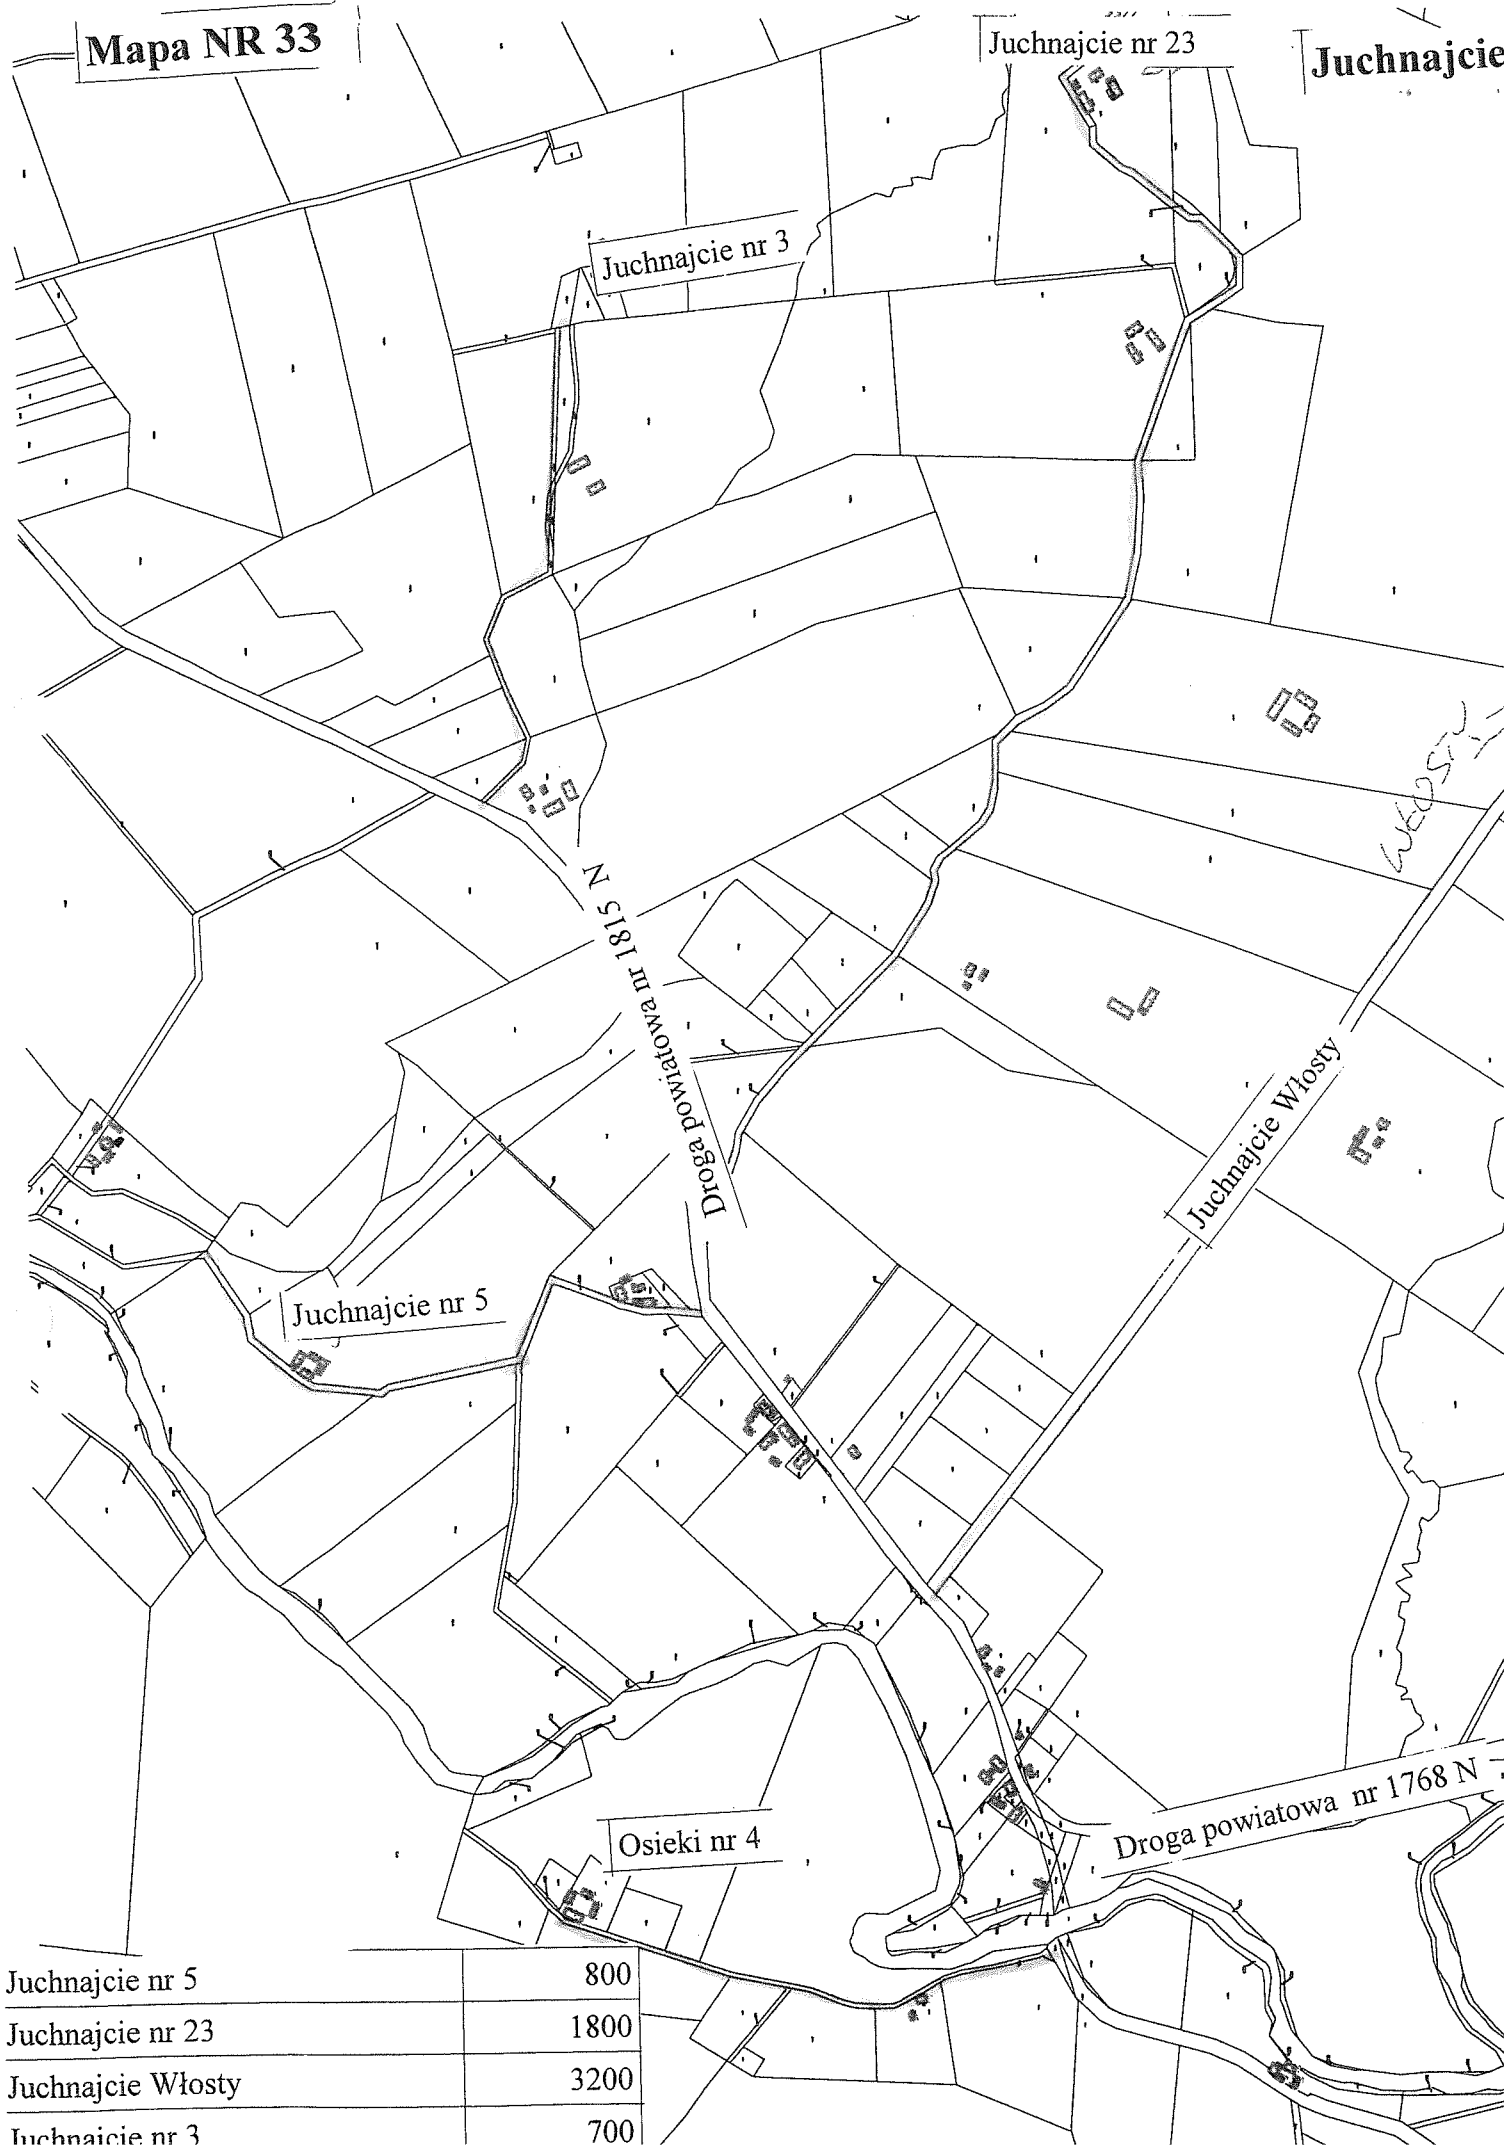 Mapa NR 33
Juchnajcie nr 23
Juchnajcie
Juchnajcie nr 3
WŁOSTY
Droga powiatowa nr 1815 N
Juchnajcie Włosty
Juchnajcie nr 5
Osieki nr 4
Droga powiatowa nr 1768 N
Juchnajcie nr 5 800
Juchnajcie nr 23 1800
Juchnajcie Włosty 3200
Juchnajcie nr 3 700